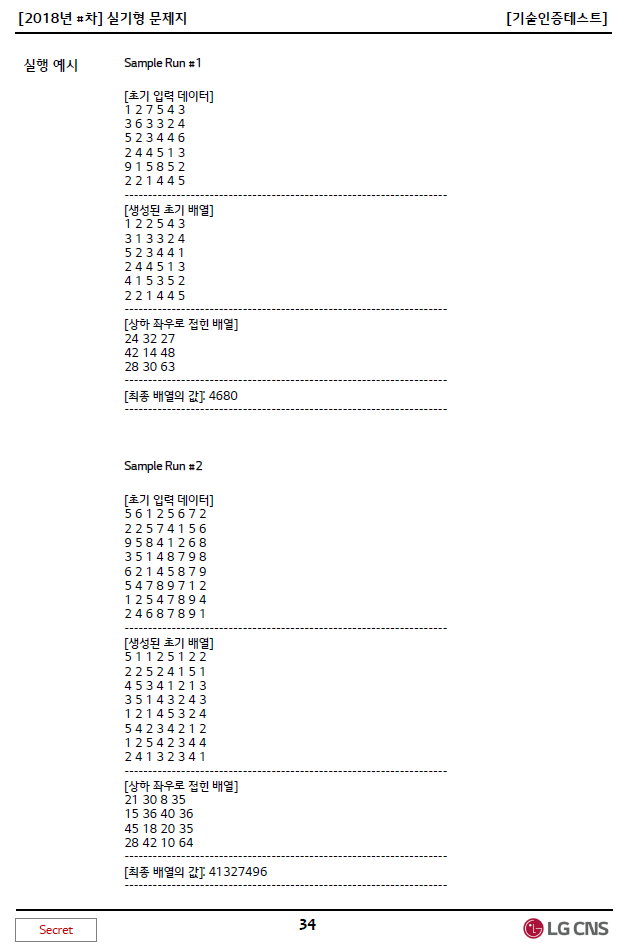 [2018년 #차] 실기형 문제지
[기술인증테스트]
실행 예시
Sample Run #1
[초기 입력 데이터]
1 2 7 5 4 3
3 6 3 3 2 4
5 2 3 4 4 6
2 4 4 5 1 3
9 1 5 8 5 2
2 2 1 4 4 5
--------------------------------------------------------------------
[생성된 초기 배열]
1 2 2 5 4 3
3 1 3 3 2 4
5 2 3 4 4 1
2 4 4 5 1 3
4 1 5 3 5 2
2 2 1 4 4 5
--------------------------------------------------------------------
[상하 좌우로 접힌 배열]
24 32 27
42 14 48
28 30 63
--------------------------------------------------------------------
[최종 배열의 값]: 4680
--------------------------------------------------------------------
Sample Run #2
[초기 입력 데이터]
5 6 1 2 5 6 7 2
2 2 5 7 4 1 5 6
9 5 8 4 1 2 6 8
3 5 1 4 8 7 9 8
6 2 1 4 5 8 7 9
5 4 7 8 9 7 1 2
1 2 5 4 7 8 9 4
2 4 6 8 7 8 9 1
--------------------------------------------------------------------
[생성된 초기 배열]
5 1 1 2 5 1 2 2
2 2 5 2 4 1 5 1
4 5 3 4 1 2 1 3
3 5 1 4 3 2 4 3
1 2 1 4 5 3 2 4
5 4 2 3 4 2 1 2
1 2 5 4 2 3 4 4
2 4 1 3 2 3 4 1
--------------------------------------------------------------------
[상하 좌우로 접힌 배열]
21 30 8 35
15 36 40 36
45 18 20 35
28 42 10 64
--------------------------------------------------------------------
[최종 배열의 값]: 41327496
--------------------------------------------------------------------
Secret
34
LG CNS